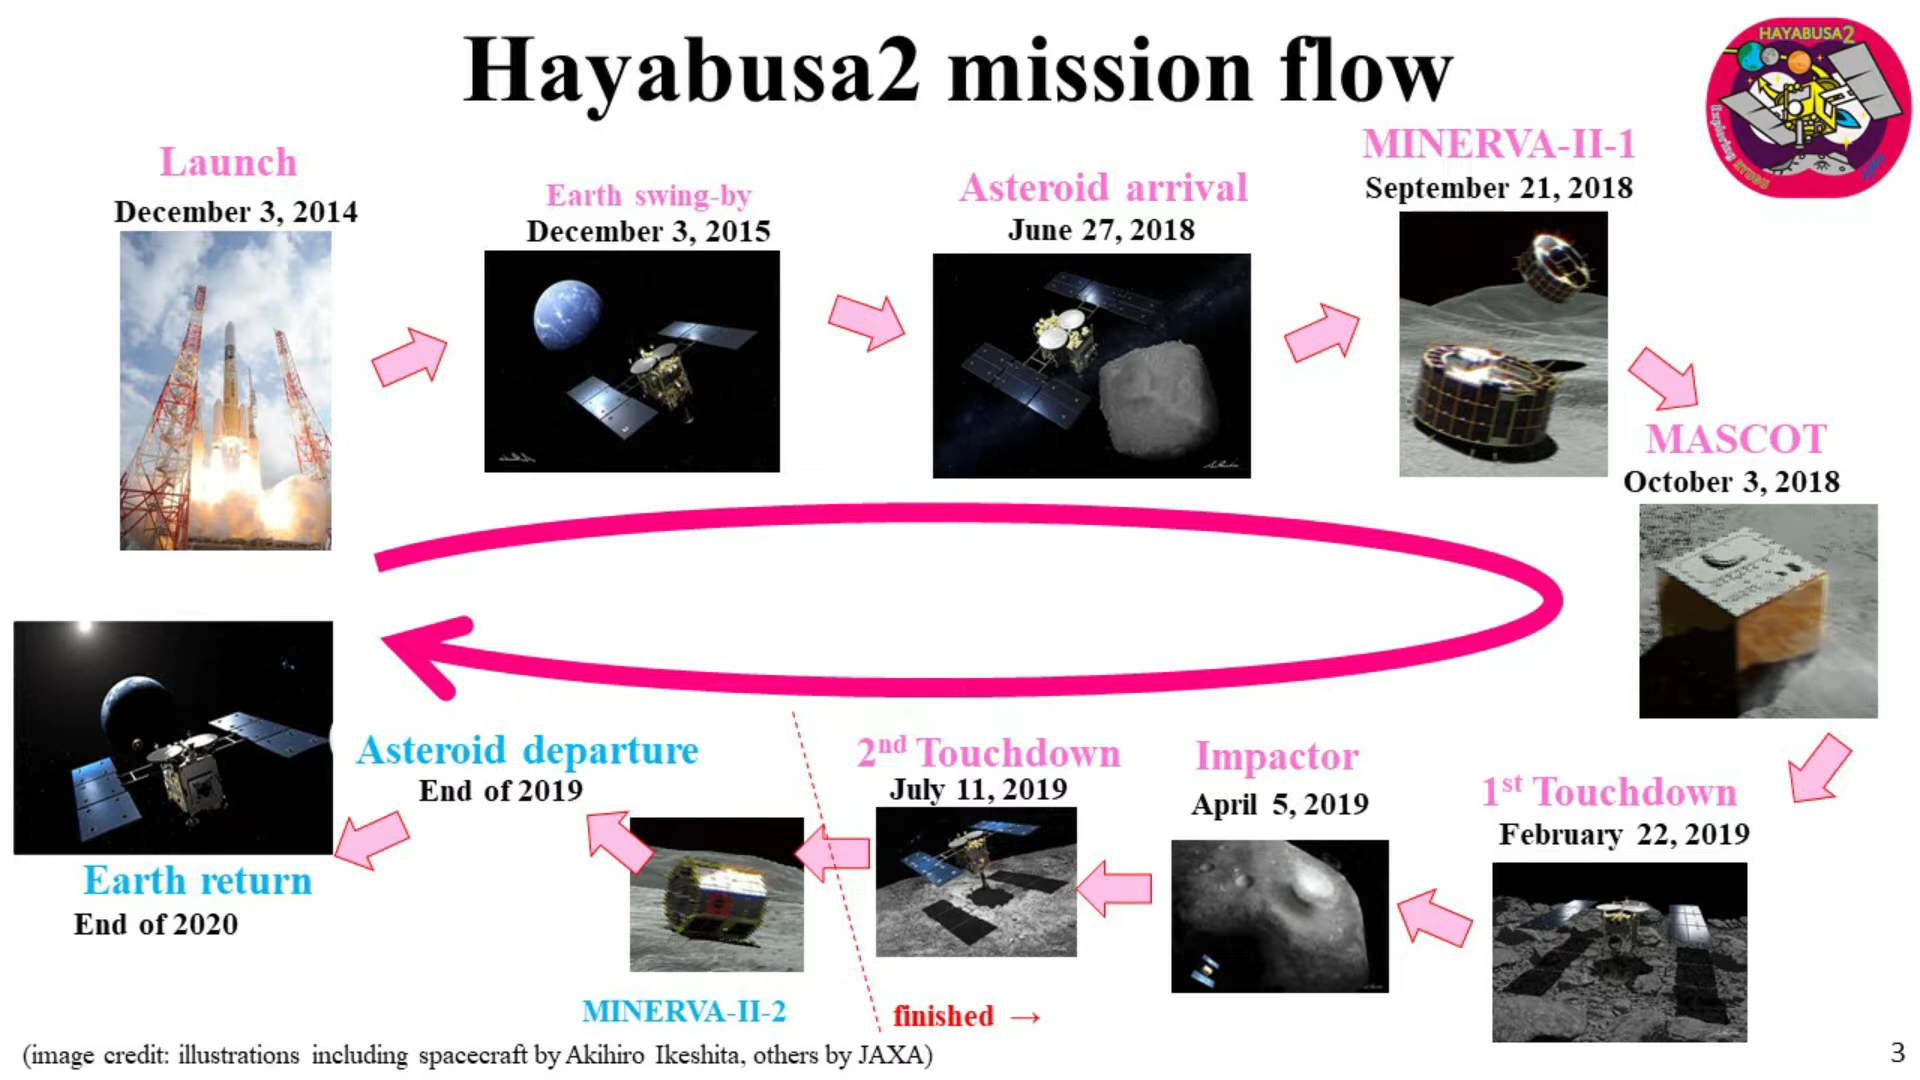 Hayabusa2 mission flow
HAYABUSA2
Exploring RYUGU
Launch
December 3, 2014
Earth swing-by
December 3, 2015
Asteroid arrival
June 27, 2018
MINERVA-II-1
September 21, 2018
MASCOT
October 3, 2018
1st Touchdown
February 22, 2019
Impactor
April 5, 2019
2nd Touchdown
July 11, 2019
finished →
MINERVA-II-2
Asteroid departure
End of 2019
Earth return
End of 2020
(image credit: illustrations including spacecraft by Akihiro Ikeshita, others by JAXA)
3